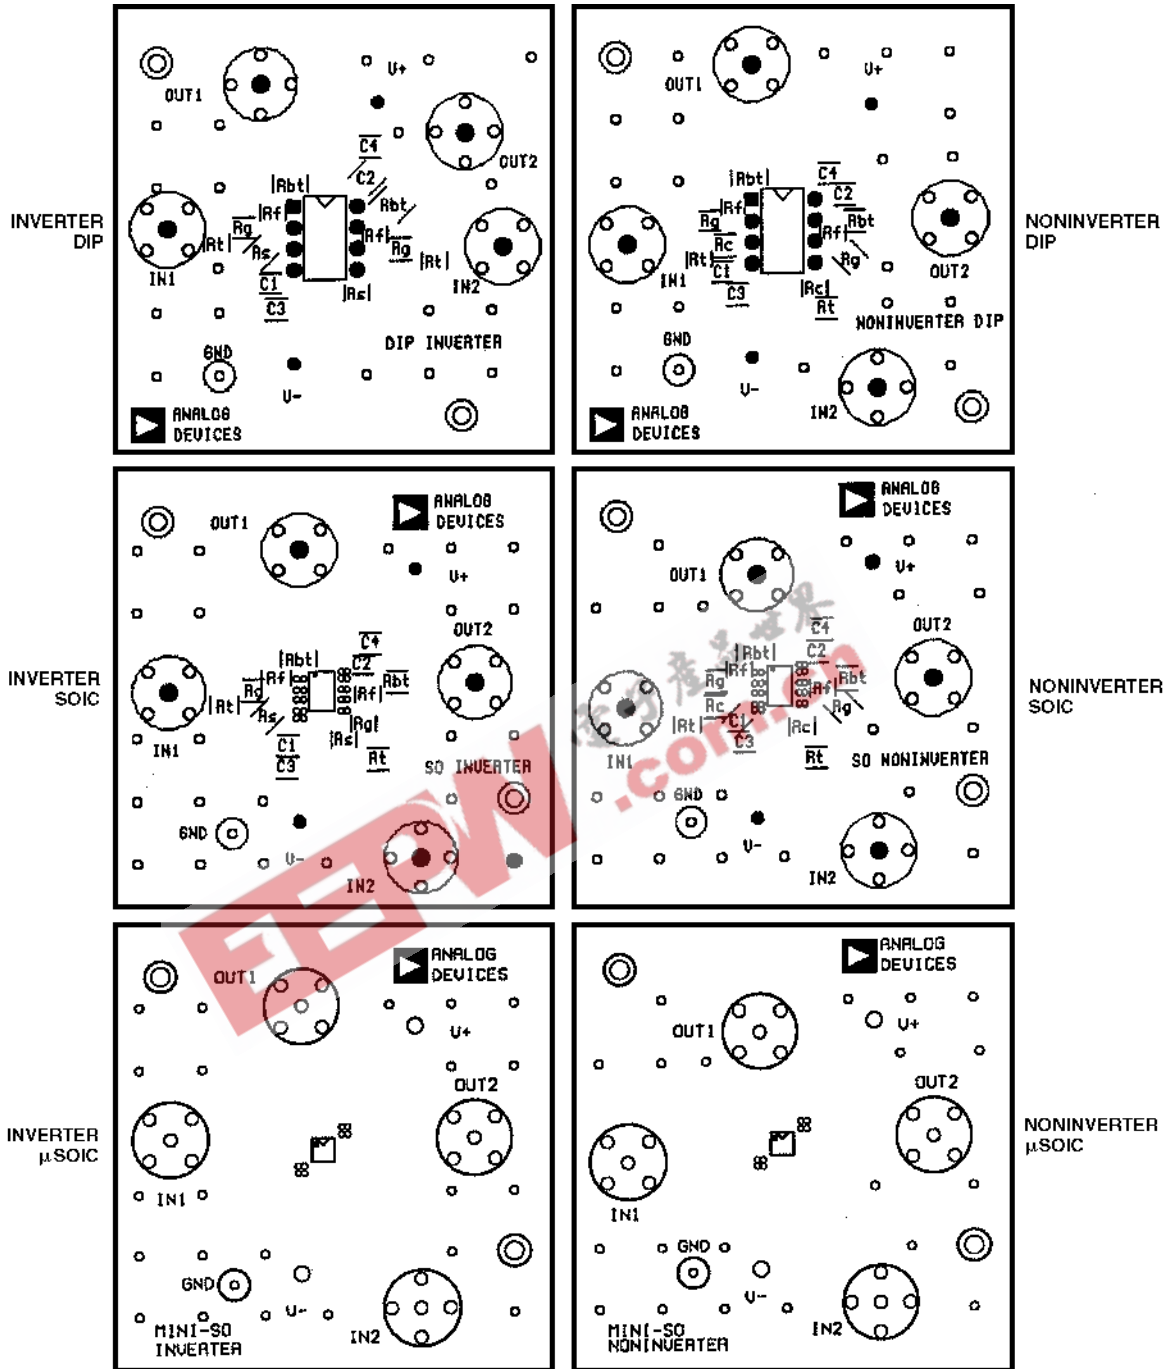 INVERTER
DIP
OUT1
V+
OUT2
C4
C2
Rbt
Rbt
Rf
Rf
Rg
Rg
Rt
Rt
Rs
Rs
C1
C3
IN1
IN2
DIP INVERTER
GND
V-
ANALOG
DEVICES
NONINVERTER
DIP
OUT1
V+
C4
C2
Rbt
Rbt
Rf
Rf
Rg
Rg
Rc
Rc
Rt
Rt
C1
C3
IN1
OUT2
NONINVERTER DIP
GND
V-
IN2
ANALOG
DEVICES
INVERTER
SOIC
ANALOG
DEVICES
OUT1
V+
OUT2
C4
C2
Rbt
Rbt
Rf
Rf
Rg
Rg
Rt
Rt
Rs
Rs
C1
C3
IN1
SO INVERTER
GND
V-
IN2
NONINVERTER
SOIC
ANALOG
DEVICES
OUT1
V+
OUT2
C4
C2
Rbt
Rbt
Rf
Rf
Rg
Rg
Rc
Rc
Rt
Rt
C1
C3
IN1
SO NONINVERTER
GND
V-
IN2
EEPW
.com.cn
INVERTER
µSOIC
ANALOG
DEVICES
OUT1
V+
OUT2
IN1
GND
V-
IN2
MINI-SO
INVERTER
NONINVERTER
µSOIC
ANALOG
DEVICES
OUT1
V+
OUT2
IN1
GND
V-
IN2
MINI-SO
NONINVERTER